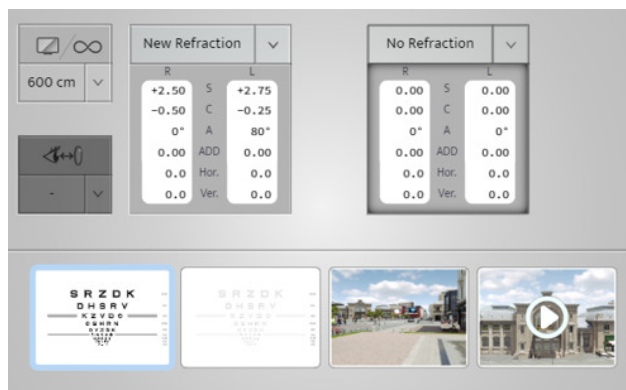 New Refraction
No Refraction
600 cm
R L
+2.50 S +2.75
-0.50 C -0.25
0° A 80°
0.00 ADD 0.00
0.0 Hor. 0.0
0.0 Ver. 0.0
-
R L
0.00 S 0.00
0.00 C 0.00
0° A 0°
0.00 ADD 0.00
0.0 Hor. 0.0
0.0 Ver. 0.0
S R Z D K
D H S R V
K Z V D C
S R Z D K
D H S R V